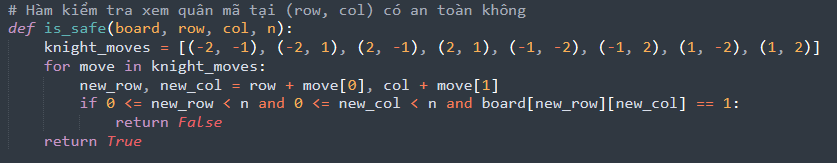 # Hàm kiểm tra xem quân mã tại (row, col) có an toàn không
def is_safe(board, row, col, n):
    knight_moves = [(-2, -1), (-2, 1), (2, -1), (2, 1), (-1, -2), (-1, 2), (1, -2), (1, 2)]
    for move in knight_moves:
        new_row, new_col = row + move[0], col + move[1]
        if 0 <= new_row < n and 0 <= new_col < n and board[new_row][new_col] == 1:
            return False
    return True